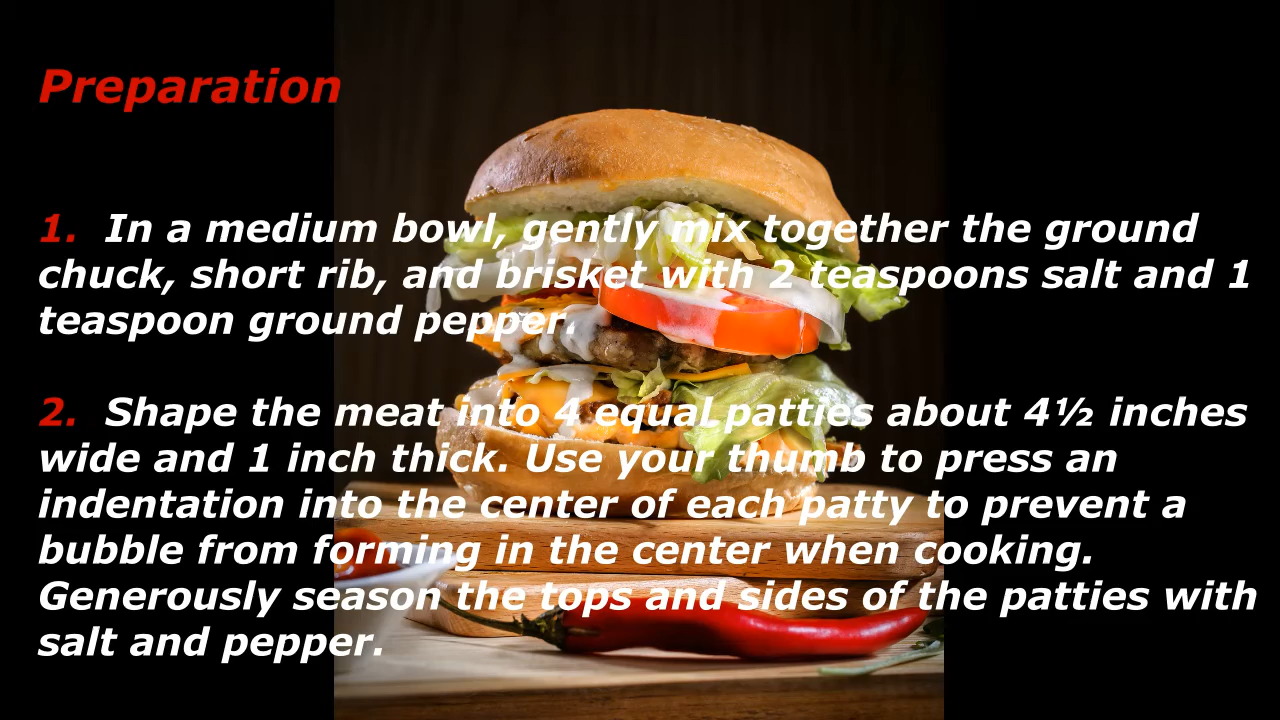 Preparation
1. In a medium bowl, gently mix together the ground
chuck, short rib, and brisket with 2 teaspoons salt and 1
teaspoon ground pepper.
2. Shape the meat into 4 equal patties about 4½ inches
wide and 1 inch thick. Use your thumb to press an
indentation into the center of each patty to prevent a
bubble from forming in the center when cooking.
Generously season the tops and sides of the patties with
salt and pepper.